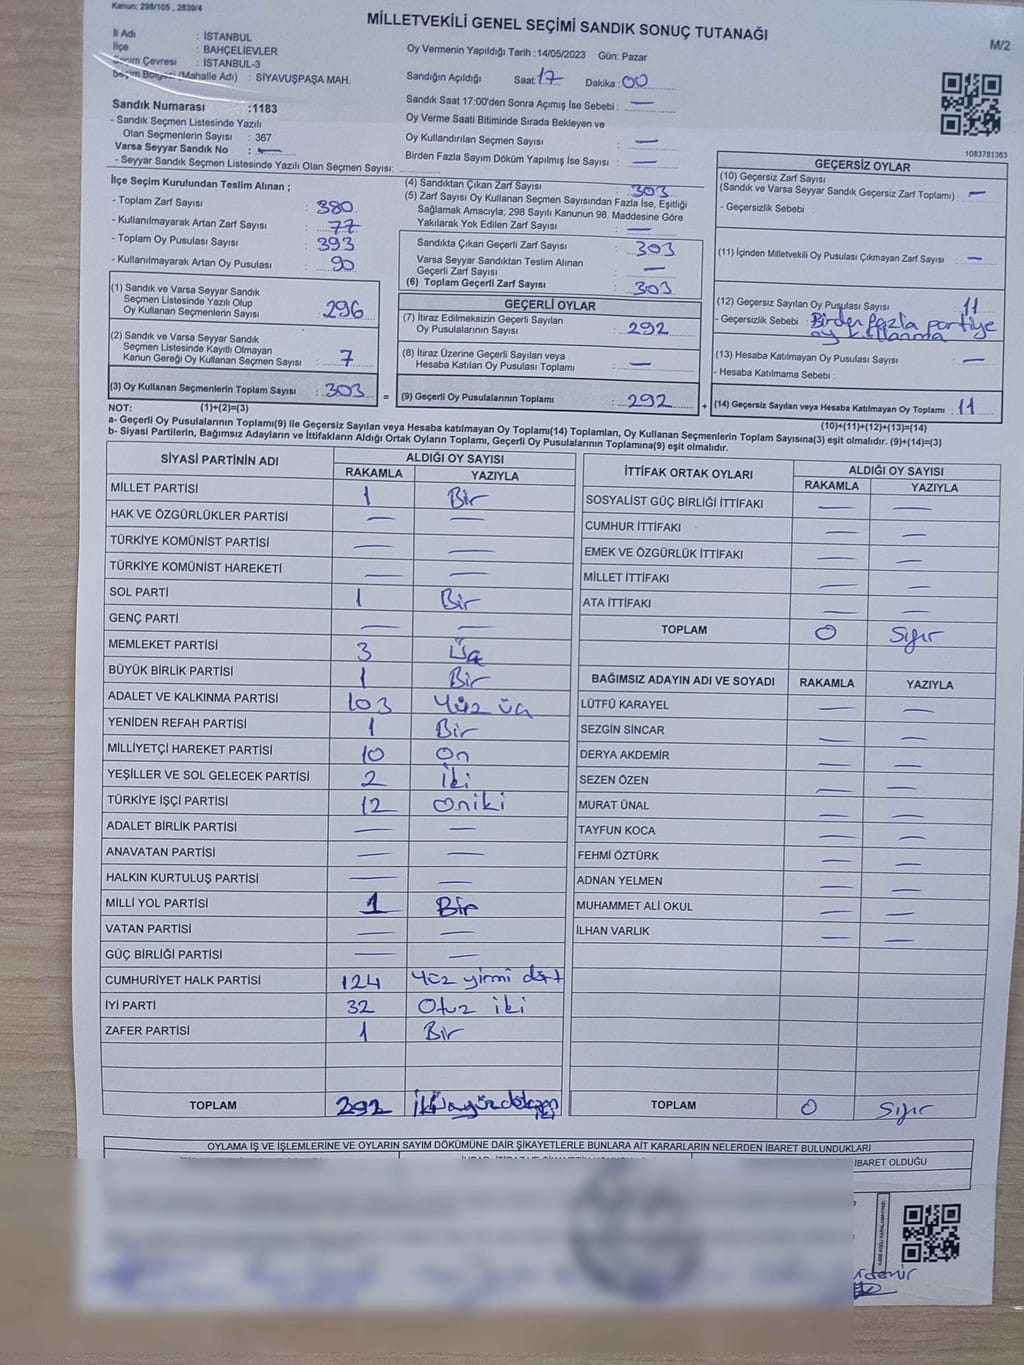 Kanun: 298/105 , 2839/4
MİLLETVEKİLİ GENEL SEÇİMİ SANDIK SONUÇ TUTANAĞI
M/2
İl Adı : İSTANBUL
İlçe : BAHÇELİEVLER
Seçim Çevresi : İSTANBUL-3
Seçim Bölgesi (Mahalle Adı) : SİYAVUŞPAŞA MAH.
Oy Vermenin Yapıldığı Tarih : 14/05/2023 Gün: Pazar
Sandığın Açıldığı Saat: 17 Dakika : 00
Sandık Saat 17:00'den Sonra Açımış İse Sebebi : —
Oy Verme Saati Bitiminde Sırada Bekleyen ve
Oy Kullandırılan Seçmen Sayısı : —
Birden Fazla Sayım Döküm Yapılmış İse Sayısı : —
Sandık Numarası :1183
- Sandık Seçmen Listesinde Yazılı
Olan Seçmenlerin Sayısı : 367
Varsa Seyyar Sandık No : —
- Seyyar Sandık Seçmen Listesinde Yazılı Olan Seçmen Sayısı:
1083781363
İlçe Seçim Kurulundan Teslim Alınan ;
- Toplam Zarf Sayısı : 380
- Kullanılmayarak Artan Zarf Sayısı : 77
- Toplam Oy Pusulası Sayısı : 393
- Kullanılmayarak Artan Oy Pusulası : 90
(4) Sandıktan Çıkan Zarf Sayısı : 303
(5) Zarf Sayısı Oy Kullanan Seçmen Sayısından Fazla İse, Eşitliği
Sağlamak Amacıyla; 298 Sayılı Kanunun 98. Maddesine Göre
Yakılarak Yok Edilen Zarf Sayısı : —
Sandıkta Çıkan Geçerli Zarf Sayısı : 303
Varsa Seyyar Sandıktan Teslim Alınan
Geçerli Zarf Sayısı : —
(6) Toplam Geçerli Zarf Sayısı : 303
GEÇERSİZ OYLAR
(10) Geçersiz Zarf Sayısı
(Sandık ve Varsa Seyyar Sandık Geçersiz Zarf Toplamı) : —
- Geçersizlik Sebebi :
(11) İçinden Milletvekili Oy Pusulası Çıkmayan Zarf Sayısı : —
(12) Geçersiz Sayılan Oy Pusulası Sayısı : 11
- Geçersizlik Sebebi : Birden fazla partiye
oy kullanma
(13) Hesaba Katılmayan Oy Pusulası Sayısı : —
- Hesaba Katılmama Sebebi :
(14) Geçersiz Sayılan veya Hesaba Katılmayan Oy Toplamı : 11
(10)+(11)+(12)+(13)=(14)
(1) Sandık ve Varsa Seyyar Sandık
Seçmen Listesinde Yazılı Olup
Oy Kullanan Seçmenlerin Sayısı : 296
(2) Sandık ve Varsa Seyyar Sandık
Seçmen Listesinde Kayıtlı Olmayan
Kanun Gereği Oy Kullanan Seçmen Sayısı : 7
(3) Oy Kullanan Seçmenlerin Toplam Sayısı : 303 =
GEÇERLİ OYLAR
(7) İtiraz Edilmeksizin Geçerli Sayılan
Oy Pusulalarının Sayısı : 292
(8) İtiraz Üzerine Geçerli Sayılan veya
Hesaba Katılan Oy Pusulası Toplamı : —
(9) Geçerli Oy Pusulalarının Toplamı : 292 +
NOT: (1)+(2)=(3)
a- Geçerli Oy Pusulaların Toplamı(9) ile Geçersiz Sayılan veya Hesaba Katılmayan Oy Toplamı(14) Toplamları, Oy Kullanan Seçmenlerin Toplam Sayısına(3) eşit olmalıdır. (9)+(14)=(3)
b- Siyasi Partilerin, Bağımsız Adayların ve İttifakların Aldığı Ortak Oyların Toplamı, Geçerli Oy Pusulalarının Toplamına(9) eşit olmalıdır.
SİYASİ PARTİNİN ADI ALDIĞI OY SAYISI
RAKAMLA YAZIYLA
MİLLET PARTİSİ 1 Bir
HAK VE ÖZGÜRLÜKLER PARTİSİ — —
TÜRKİYE KOMÜNİST PARTİSİ — —
TÜRKİYE KOMÜNİST HAREKETİ — —
SOL PARTİ 1 Bir
GENÇ PARTİ — —
MEMLEKET PARTİSİ 3 Üç
BÜYÜK BİRLİK PARTİSİ 1 Bir
ADALET VE KALKINMA PARTİSİ 103 Yüz üç
YENİDEN REFAH PARTİSİ 1 Bir
MİLLİYETÇİ HAREKET PARTİSİ 10 On
YEŞİLLER VE SOL GELECEK PARTİSİ 2 İki
TÜRKİYE İŞÇİ PARTİSİ 12 Oniki
ADALET BİRLİK PARTİSİ — —
ANAVATAN PARTİSİ — —
HALKIN KURTULUŞ PARTİSİ — —
MİLLİ YOL PARTİSİ 1 Bir
VATAN PARTİSİ — —
GÜÇ BİRLİĞİ PARTİSİ — —
CUMHURİYET HALK PARTİSİ 124 Yüz yirmi dört
İYİ PARTİ 32 Otuz iki
ZAFER PARTİSİ 1 Bir
TOPLAM 292
İTTİFAK ORTAK OYLARI ALDIĞI OY SAYISI
RAKAMLA YAZIYLA
SOSYALİST GÜÇ BİRLİĞİ İTTİFAKI — —
CUMHUR İTTİFAKI — —
EMEK VE ÖZGÜRLÜK İTTİFAKI — —
MİLLET İTTİFAKI — —
ATA İTTİFAKI — —
TOPLAM 0 Sıfır
BAĞIMSIZ ADAYIN ADI VE SOYADI RAKAMLA YAZIYLA
LÜTFÜ KARAYEL — —
SEZGİN SİNCAR — —
DERYA AKDEMİR — —
SEZEN ÖZEN — —
MURAT ÜNAL — —
TAYFUN KOCA — —
FEHMİ ÖZTÜRK — —
ADNAN YELMEN — —
MUHAMMET ALİ OKUL — —
İLHAN VARLIK — —
TOPLAM 0 Sıfır
OYLAMA İŞ VE İŞLEMLERİNE VE OYLARIN SAYIM DÖKÜMÜNE DAİR ŞİKAYETLERLE BUNLARA AİT KARARLARIN NELERDEN İBARET BULUNDUKLARI
İBARET OLDUĞU